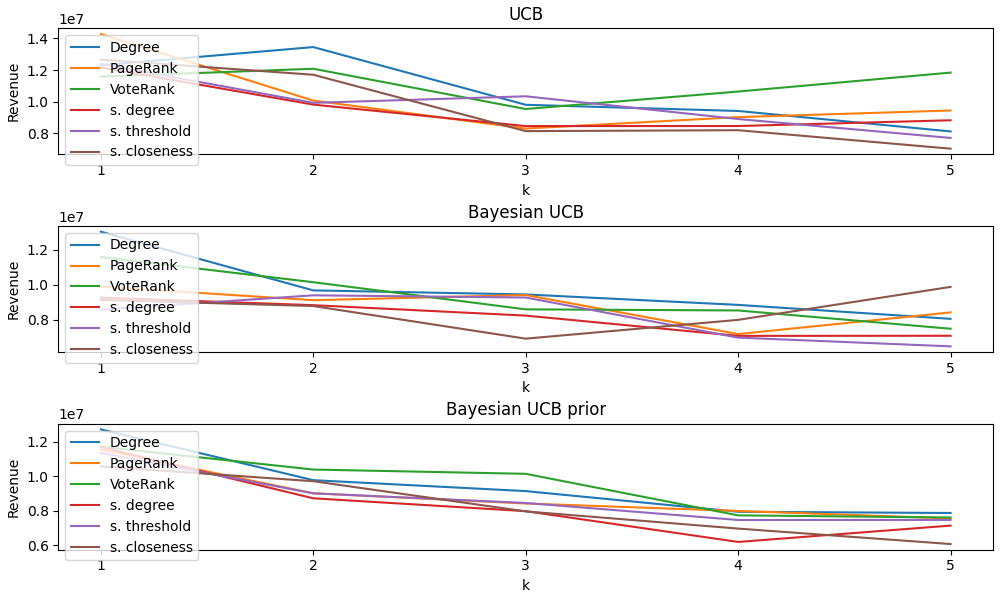 UCB
1e7
Revenue
1.4
1.2
1.0
0.8
Degree
PageRank
VoteRank
s. degree
s. threshold
s. closeness
1 2 3 4 5
k
Bayesian UCB
1e7
Revenue
1.2
1.0
0.8
Degree
PageRank
VoteRank
s. degree
s. threshold
s. closeness
1 2 3 4 5
k
Bayesian UCB prior
1e7
Revenue
1.2
1.0
0.8
0.6
Degree
PageRank
VoteRank
s. degree
s. threshold
s. closeness
1 2 3 4 5
k